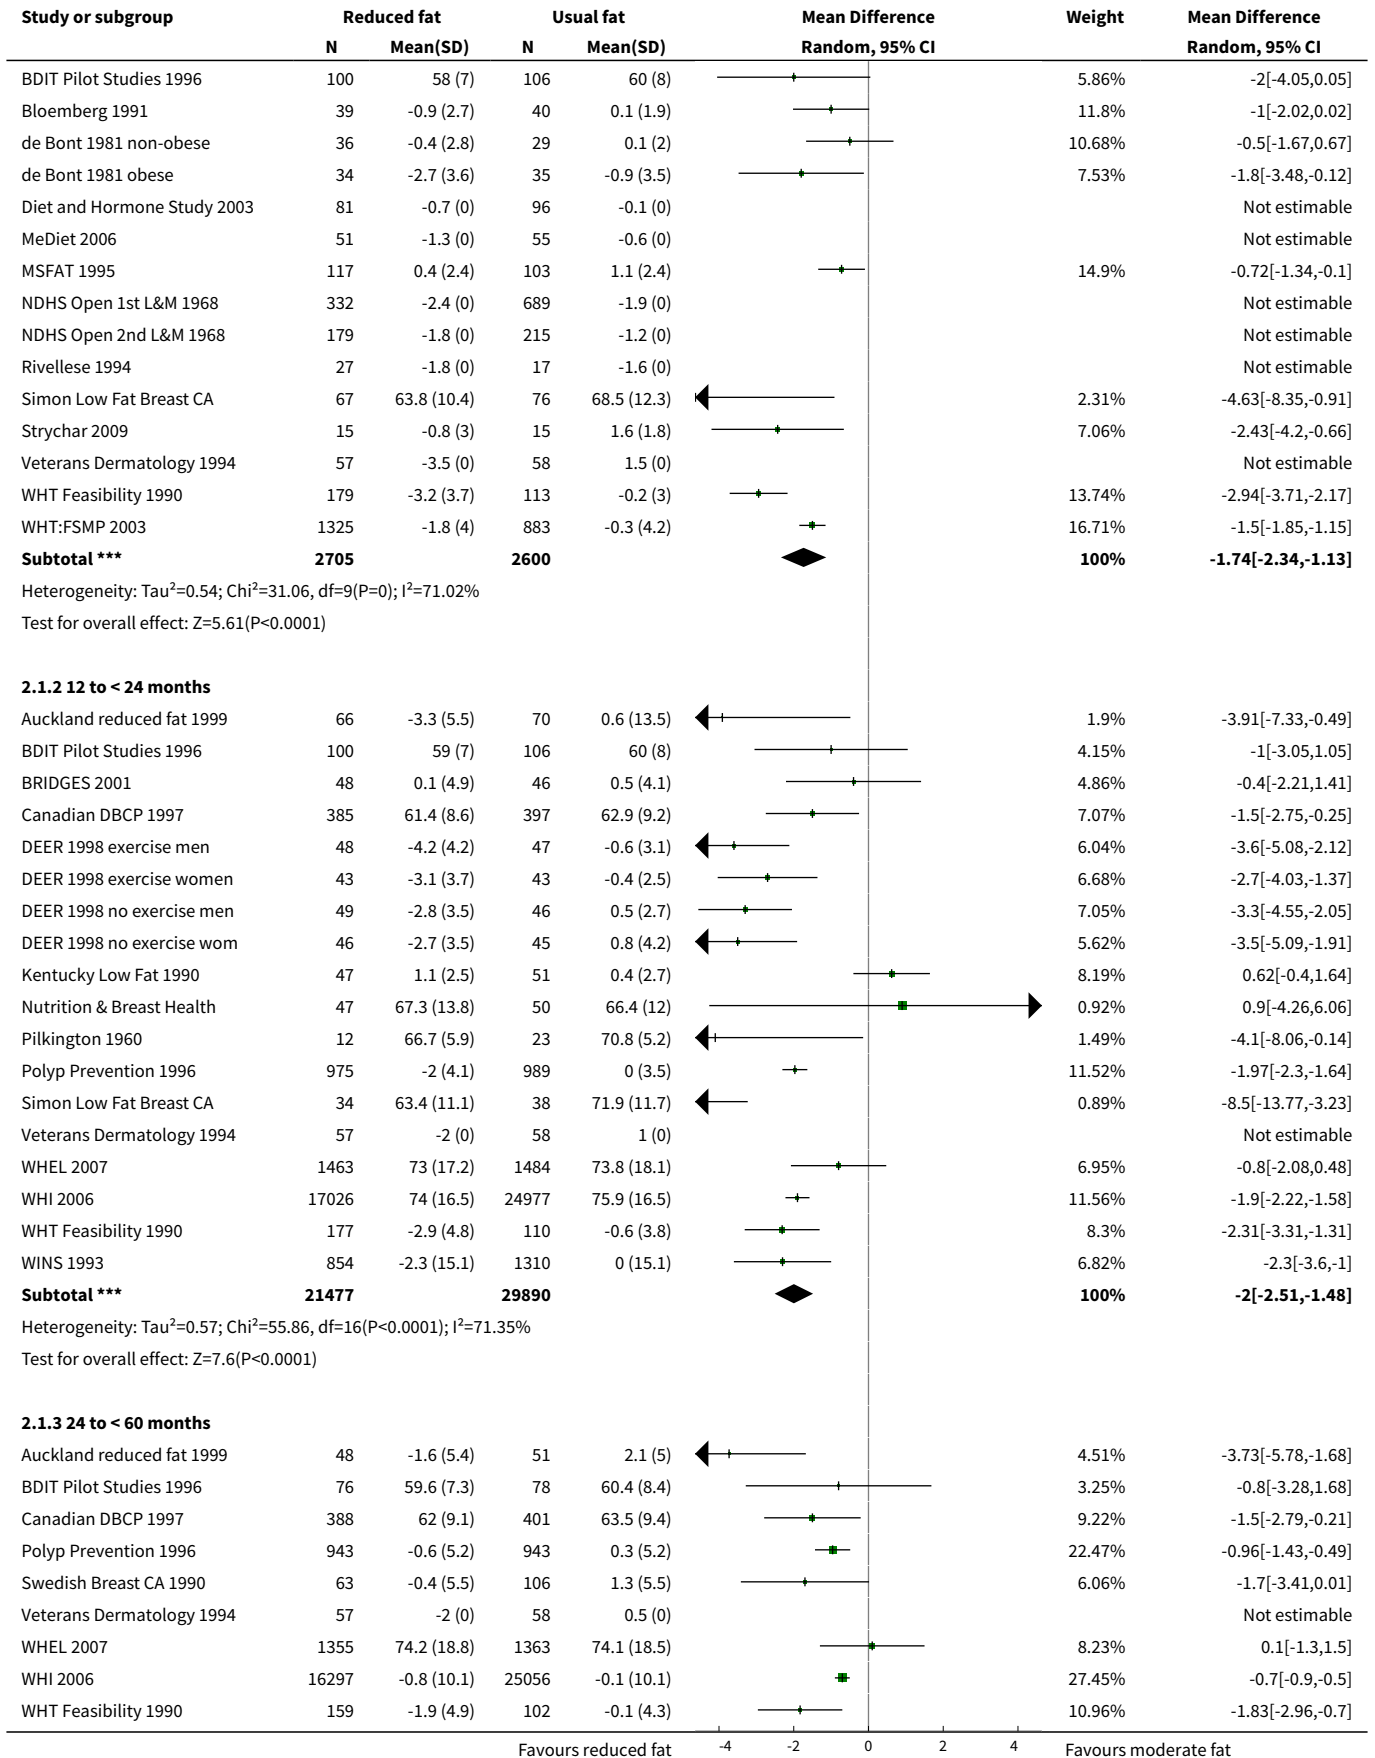 Study or subgroup Reduced fat Usual fat Mean Difference Weight Mean Difference
N Mean(SD) N Mean(SD) Random, 95% CI Random, 95% CI
BDIT Pilot Studies 1996 100 58 (7) 106 60 (8) 5.86% -2[-4.05,0.05]
Bloemberg 1991 39 -0.9 (2.7) 40 0.1 (1.9) 11.8% -1[-2.02,0.02]
de Bont 1981 non-obese 36 -0.4 (2.8) 29 0.1 (2) 10.68% -0.5[-1.67,0.67]
de Bont 1981 obese 34 -2.7 (3.6) 35 -0.9 (3.5) 7.53% -1.8[-3.48,-0.12]
Diet and Hormone Study 2003 81 -0.7 (0) 96 -0.1 (0) Not estimable
MeDiet 2006 51 -1.3 (0) 55 -0.6 (0) Not estimable
MSFAT 1995 117 0.4 (2.4) 103 1.1 (2.4) 14.9% -0.72[-1.34,-0.1]
NDHS Open 1st L&M 1968 332 -2.4 (0) 689 -1.9 (0) Not estimable
NDHS Open 2nd L&M 1968 179 -1.8 (0) 215 -1.2 (0) Not estimable
Rivellese 1994 27 -1.8 (0) 17 -1.6 (0) Not estimable
Simon Low Fat Breast CA 67 63.8 (10.4) 76 68.5 (12.3) 2.31% -4.63[-8.35,-0.91]
Strychar 2009 15 -0.8 (3) 15 1.6 (1.8) 7.06% -2.43[-4.2,-0.66]
Veterans Dermatology 1994 57 -3.5 (0) 58 1.5 (0) Not estimable
WHT Feasibility 1990 179 -3.2 (3.7) 113 -0.2 (3) 13.74% -2.94[-3.71,-2.17]
WHT:FSMP 2003 1325 -1.8 (4) 883 -0.3 (4.2) 16.71% -1.5[-1.85,-1.15]
Subtotal *** 2705 2600 100% -1.74[-2.34,-1.13]
Heterogeneity: Tau²=0.54; Chi²=31.06, df=9(P=0); I²=71.02%
Test for overall effect: Z=5.61(P<0.0001)
2.1.2 12 to < 24 months
Auckland reduced fat 1999 66 -3.3 (5.5) 70 0.6 (13.5) 1.9% -3.91[-7.33,-0.49]
BDIT Pilot Studies 1996 100 59 (7) 106 60 (8) 4.15% -1[-3.05,1.05]
BRIDGES 2001 48 0.1 (4.9) 46 0.5 (4.1) 4.86% -0.4[-2.21,1.41]
Canadian DBCP 1997 385 61.4 (8.6) 397 62.9 (9.2) 7.07% -1.5[-2.75,-0.25]
DEER 1998 exercise men 48 -4.2 (4.2) 47 -0.6 (3.1) 6.04% -3.6[-5.08,-2.12]
DEER 1998 exercise women 43 -3.1 (3.7) 43 -0.4 (2.5) 6.68% -2.7[-4.03,-1.37]
DEER 1998 no exercise men 49 -2.8 (3.5) 46 0.5 (2.7) 7.05% -3.3[-4.55,-2.05]
DEER 1998 no exercise wom 46 -2.7 (3.5) 45 0.8 (4.2) 5.62% -3.5[-5.09,-1.91]
Kentucky Low Fat 1990 47 1.1 (2.5) 51 0.4 (2.7) 8.19% 0.62[-0.4,1.64]
Nutrition & Breast Health 47 67.3 (13.8) 50 66.4 (12) 0.92% 0.9[-4.26,6.06]
Pilkington 1960 12 66.7 (5.9) 23 70.8 (5.2) 1.49% -4.1[-8.06,-0.14]
Polyp Prevention 1996 975 -2 (4.1) 989 0 (3.5) 11.52% -1.97[-2.3,-1.64]
Simon Low Fat Breast CA 34 63.4 (11.1) 38 71.9 (11.7) 0.89% -8.5[-13.77,-3.23]
Veterans Dermatology 1994 57 -2 (0) 58 1 (0) Not estimable
WHEL 2007 1463 73 (17.2) 1484 73.8 (18.1) 6.95% -0.8[-2.08,0.48]
WHI 2006 17026 74 (16.5) 24977 75.9 (16.5) 11.56% -1.9[-2.22,-1.58]
WHT Feasibility 1990 177 -2.9 (4.8) 110 -0.6 (3.8) 8.3% -2.31[-3.31,-1.31]
WINS 1993 854 -2.3 (15.1) 1310 0 (15.1) 6.82% -2.3[-3.6,-1]
Subtotal *** 21477 29890 100% -2[-2.51,-1.48]
Heterogeneity: Tau²=0.57; Chi²=55.86, df=16(P<0.0001); I²=71.35%
Test for overall effect: Z=7.6(P<0.0001)
2.1.3 24 to < 60 months
Auckland reduced fat 1999 48 -1.6 (5.4) 51 2.1 (5) 4.51% -3.73[-5.78,-1.68]
BDIT Pilot Studies 1996 76 59.6 (7.3) 78 60.4 (8.4) 3.25% -0.8[-3.28,1.68]
Canadian DBCP 1997 388 62 (9.1) 401 63.5 (9.4) 9.22% -1.5[-2.79,-0.21]
Polyp Prevention 1996 943 -0.6 (5.2) 943 0.3 (5.2) 22.47% -0.96[-1.43,-0.49]
Swedish Breast CA 1990 63 -0.4 (5.5) 106 1.3 (5.5) 6.06% -1.7[-3.41,0.01]
Veterans Dermatology 1994 57 -2 (0) 58 0.5 (0) Not estimable
WHEL 2007 1355 74.2 (18.8) 1363 74.1 (18.5) 8.23% 0.1[-1.3,1.5]
WHI 2006 16297 -0.8 (10.1) 25056 -0.1 (10.1) 27.45% -0.7[-0.9,-0.5]
WHT Feasibility 1990 159 -1.9 (4.9) 102 -0.1 (4.3) 10.96% -1.83[-2.96,-0.7]
Favours reduced fat -4 -2 0 2 4 Favours moderate fat